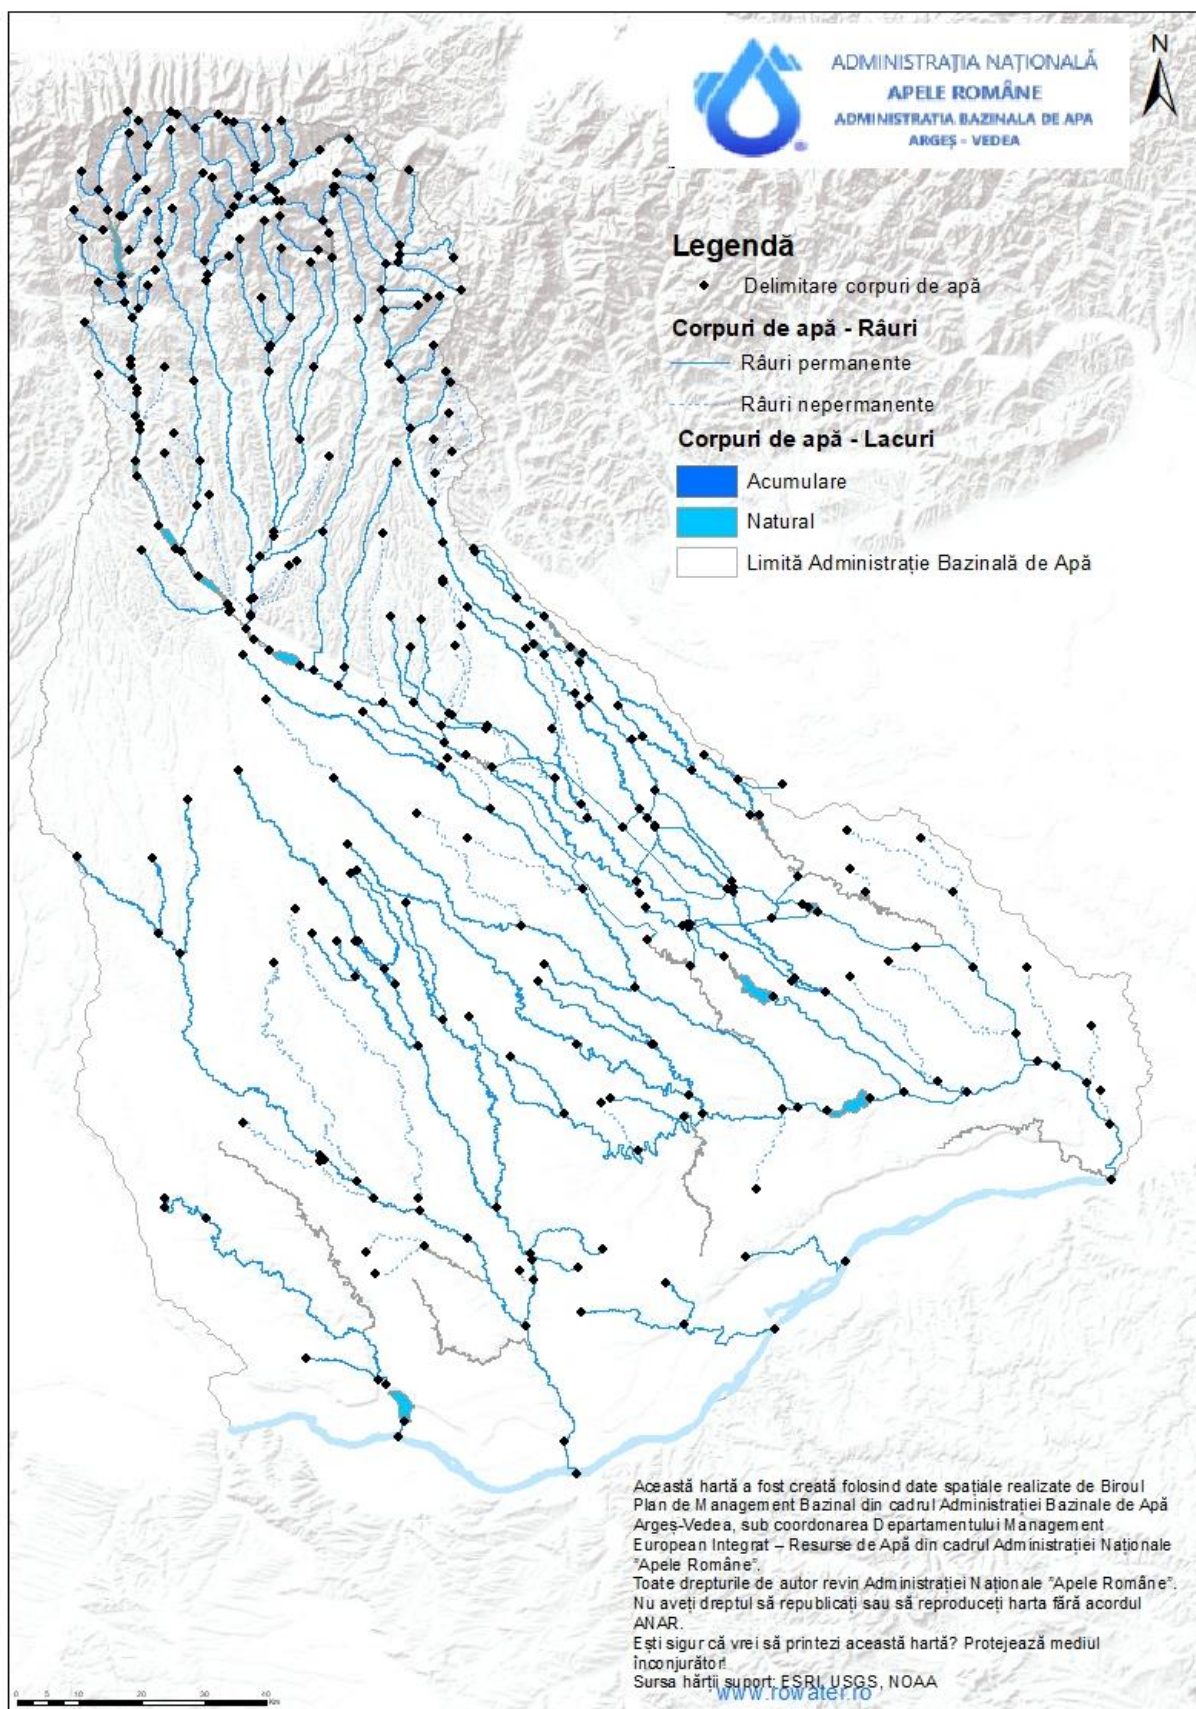 ADMINISTRAȚIA NAȚIONALĂ
APELE ROMÂNE
ADMINISTRATIA BAZINALA DE APA
ARGEȘ - VEDEA
N
Legendă
Delimitare corpuri de apă
Corpuri de apă - Râuri
Râuri permanente
Râuri nepermanente
Corpuri de apă - Lacuri
Acumulare
Natural
Limită Administrație Bazinală de Apă
Această hartă a fost creată folosind date spațiale realizate de Biroul
Plan de Management Bazinal din cadrul Administrației Bazinale de Apă
Argeș-Vedea, sub coordonarea Departamentului Management
European Integrat – Resurse de Apă din cadrul Administrației Naționale
"Apele Române".
Toate drepturile de autor revin Administrației Naționale "Apele Române".
Nu aveți dreptul să republicați sau să reproduceți harta fără acordul
ANAR.
Ești sigur că vrei să printezi această hartă? Protejează mediul
înconjurător!
Sursa hărții suport: ESRI, USGS, NOAA
www.rowater.ro
0 5 10 20 30 40
Km